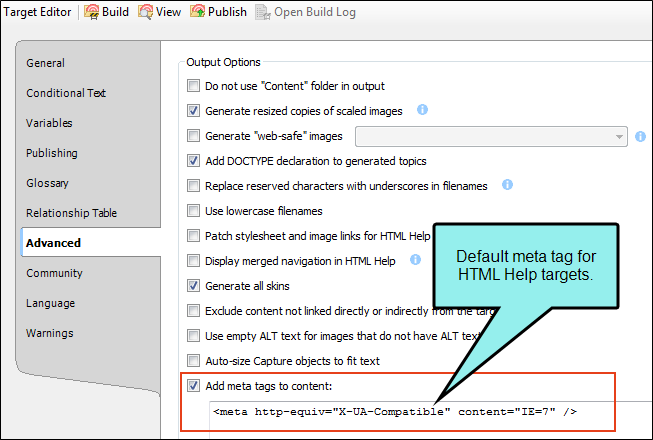 Target Editor Build View Publish Open Build Log
General
Conditional Text
Variables
Publishing
Glossary
Relationship Table
Advanced
Community
Language
Warnings
Output Options
Do not use "Content" folder in output
Generate resized copies of scaled images
Generate "web-safe" images
Add DOCTYPE declaration to generated topics
Replace reserved characters with underscores in filenames
Use lowercase filenames
Patch stylesheet and image links for HTML Help
Display merged navigation in HTML Help
Generate all skins
Exclude content not linked directly or indirectly from the
Use empty ALT text for images that do not have ALT
Auto-size Capture objects to fit text
Add meta tags to content:
<meta http-equiv="X-UA-Compatible" content="IE=7" />
Default meta tag for
HTML Help targets.